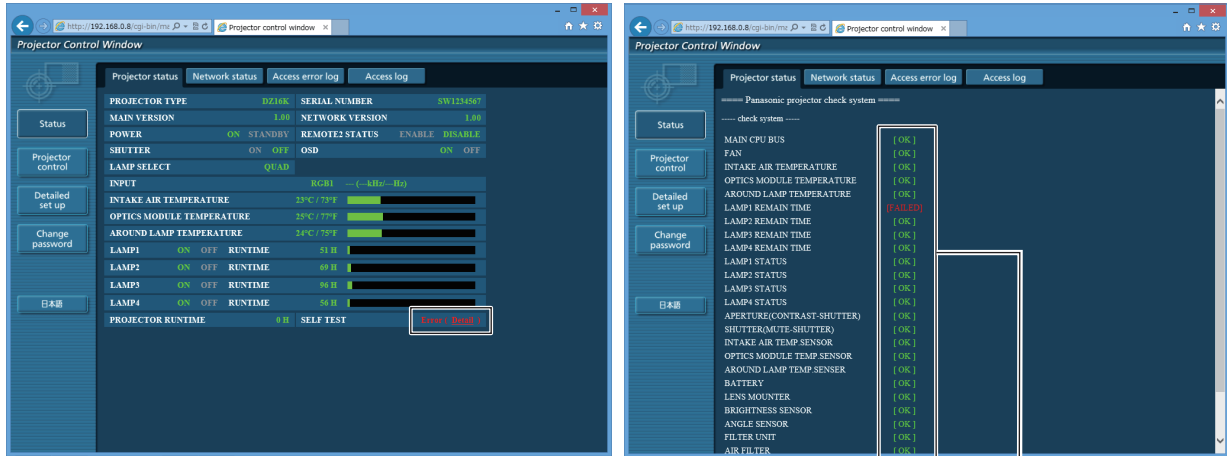 http://192.168.0.8/cgi-bin/ma
Projector control window
Projector Control Window
Projector status Network status Access error log Access log
Status
Projector control
Detailed set up
Change password
日本語
PROJECTOR TYPE DZ16K SERIAL NUMBER SW1234567
MAIN VERSION 1.00 NETWORK VERSION 1.00
POWER ON STANDBY REMOTE2 STATUS ENABLE DISABLE
SHUTTER ON OFF OSD ON OFF
LAMP SELECT QUAD
INPUT RGB1 --- (---kHz/---Hz)
INTAKE AIR TEMPERATURE 23°C / 73°F
OPTICS MODULE TEMPERATURE 25°C / 77°F
AROUND LAMP TEMPERATURE 24°C / 75°F
LAMP1 ON OFF RUNTIME 51 H
LAMP2 ON OFF RUNTIME 69 H
LAMP3 ON OFF RUNTIME 96 H
LAMP4 ON OFF RUNTIME 56 H
PROJECTOR RUNTIME 0 H SELF TEST Detail
http://192.168.0.8/cgi-bin/ma
Projector control window
Projector Control Window
Projector status Network status Access error log Access log
Status
Projector control
Detailed set up
Change password
日本語
==== Panasonic projector check system ====
----- check system -----
MAIN CPU BUS [ OK ]
FAN [ OK ]
INTAKE AIR TEMPERATURE [ OK ]
OPTICS MODULE TEMPERATURE [ OK ]
AROUND LAMP TEMPERATURE [ OK ]
LAMP1 REMAIN TIME [FAILED]
LAMP2 REMAIN TIME [ OK ]
LAMP3 REMAIN TIME [ OK ]
LAMP4 REMAIN TIME [ OK ]
LAMP1 STATUS [ OK ]
LAMP2 STATUS [ OK ]
LAMP3 STATUS [ OK ]
LAMP4 STATUS [ OK ]
APERTURE(CONTRAST-SHUTTER) [ OK ]
SHUTTER(MUTE-SHUTTER) [ OK ]
INTAKE AIR TEMP.SENSOR [ OK ]
OPTICS MODULE TEMP.SENSOR [ OK ]
AROUND LAMP TEMP.SENSER [ OK ]
BATTERY [ OK ]
LENS MOUNTER [ OK ]
BRIGHTNESS SENSOR [ OK ]
ANGLE SENSOR [ OK ]
FILTER UNIT [ OK ]
AIR FILTER [ OK ]